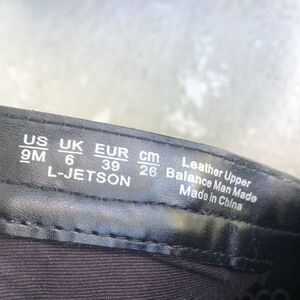 US UK EUR cm
9M 6 39 26
L-JETSON
Leather Upper
Balance Man Made
Made in China